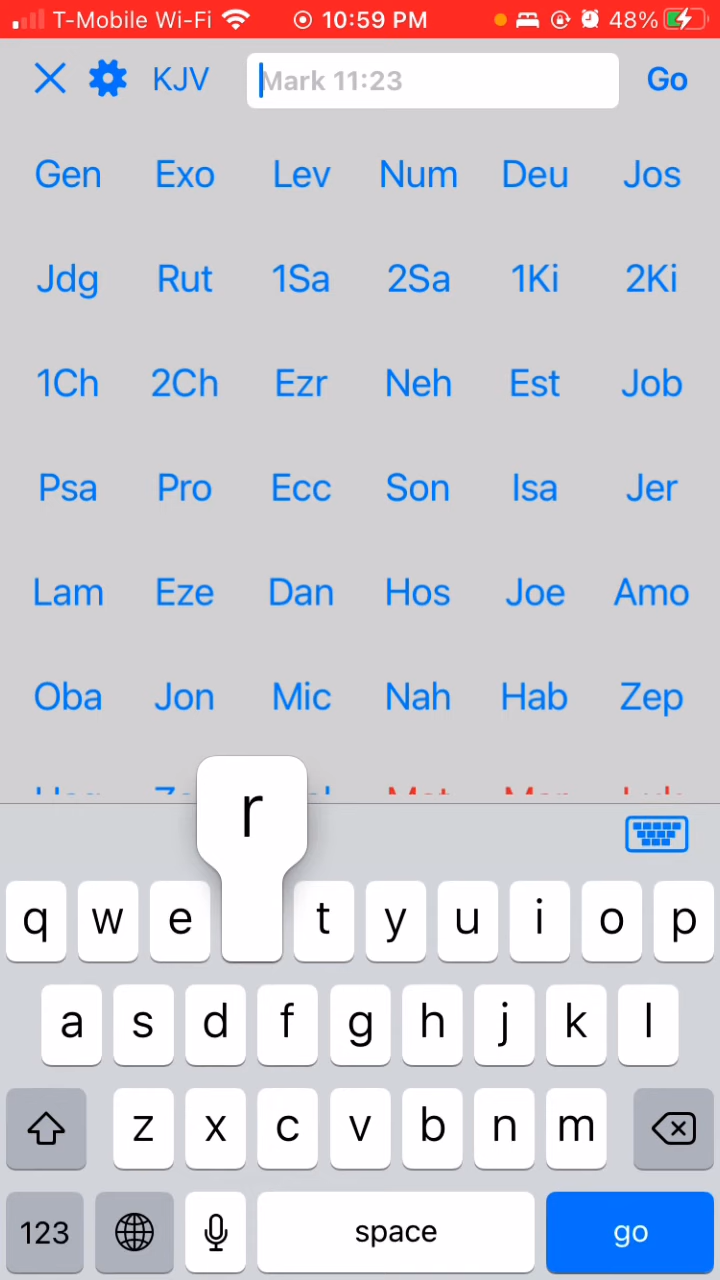 T-Mobile Wi-Fi 10:59 PM 48%
KJV Mark 11:23 Go
Gen Exo Lev Num Deu Jos
Jdg Rut 1Sa 2Sa 1Ki 2Ki
1Ch 2Ch Ezr Neh Est Job
Psa Pro Ecc Son Isa Jer
Lam Eze Dan Hos Joe Amo
Oba Jon Mic Nah Hab Zep
r
q w e t y u i o p
a s d f g h j k l
z x c v b n m
123 space go